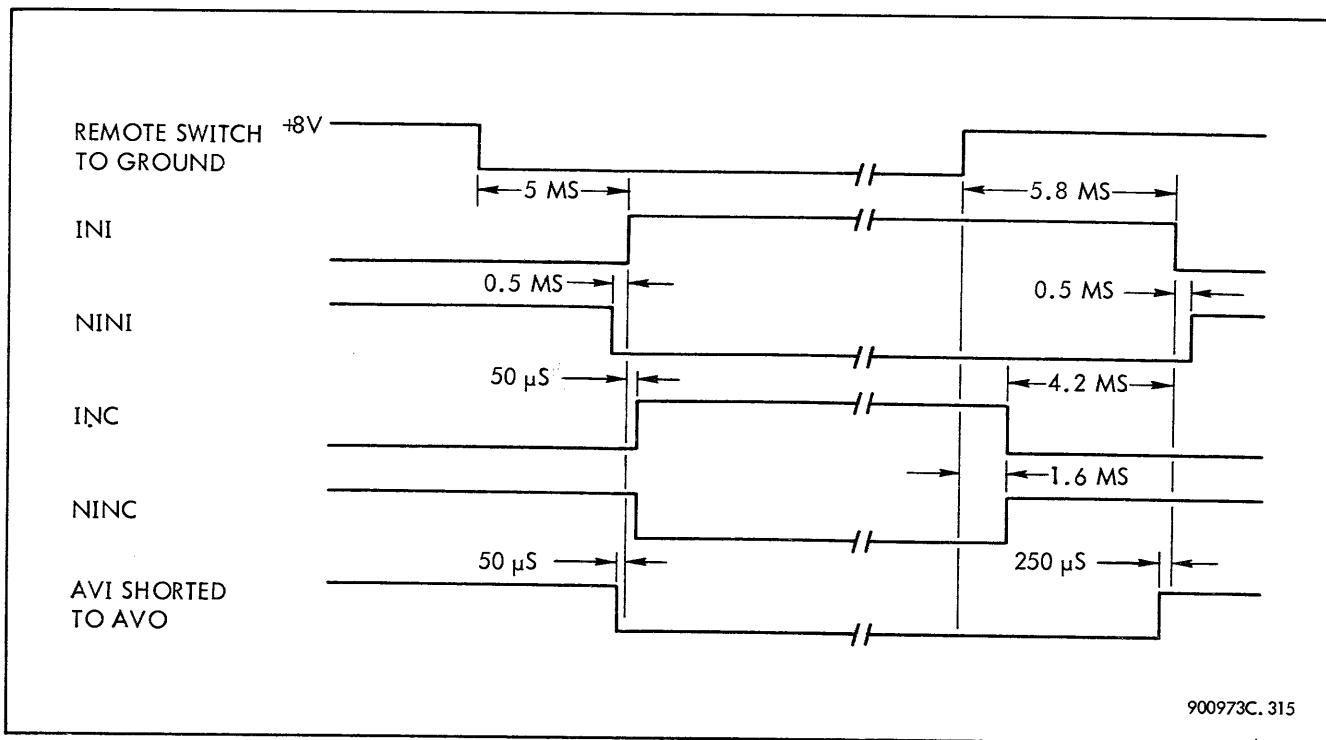 REMOTE SWITCH +8V
TO GROUND
5 MS
5.8 MS
INI
0.5 MS
0.5 MS
NINI
50 µS
4.2 MS
INC
1.6 MS
NINC
50 µS
250 µS
AVI SHORTED
TO AVO
900973C.315